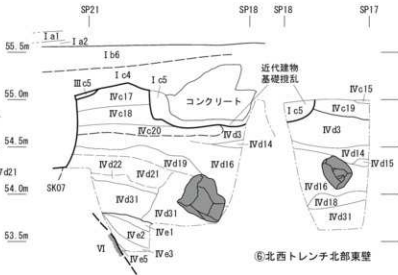 SP21 SP18 SP18 SP17
Ⅰa1 Ⅰa2
55.5m
Ⅰb6
近代建物
基礎撹乱
Ⅲc5 Ⅰc4 Ⅰc5
コンクリート
Ⅳc15
55.0m
Ⅳc17 Ⅰc5 Ⅳc19
Ⅳc18
Ⅳc20 Ⅳd3 Ⅳd3
54.5m
Ⅳd14
Ⅳd22 Ⅳd19 Ⅳd16 Ⅳd14 Ⅳd15
Ⅳd21
SK07
Ⅳd21
54.0m
Ⅳd31 Ⅳd16
Ⅳd18
Ⅳd31 Ⅳd31
53.5m
Ⅳe1
Ⅳe2
Ⅵ Ⅳe3
Ⅳe5
⑥北西トレンチ北部東壁